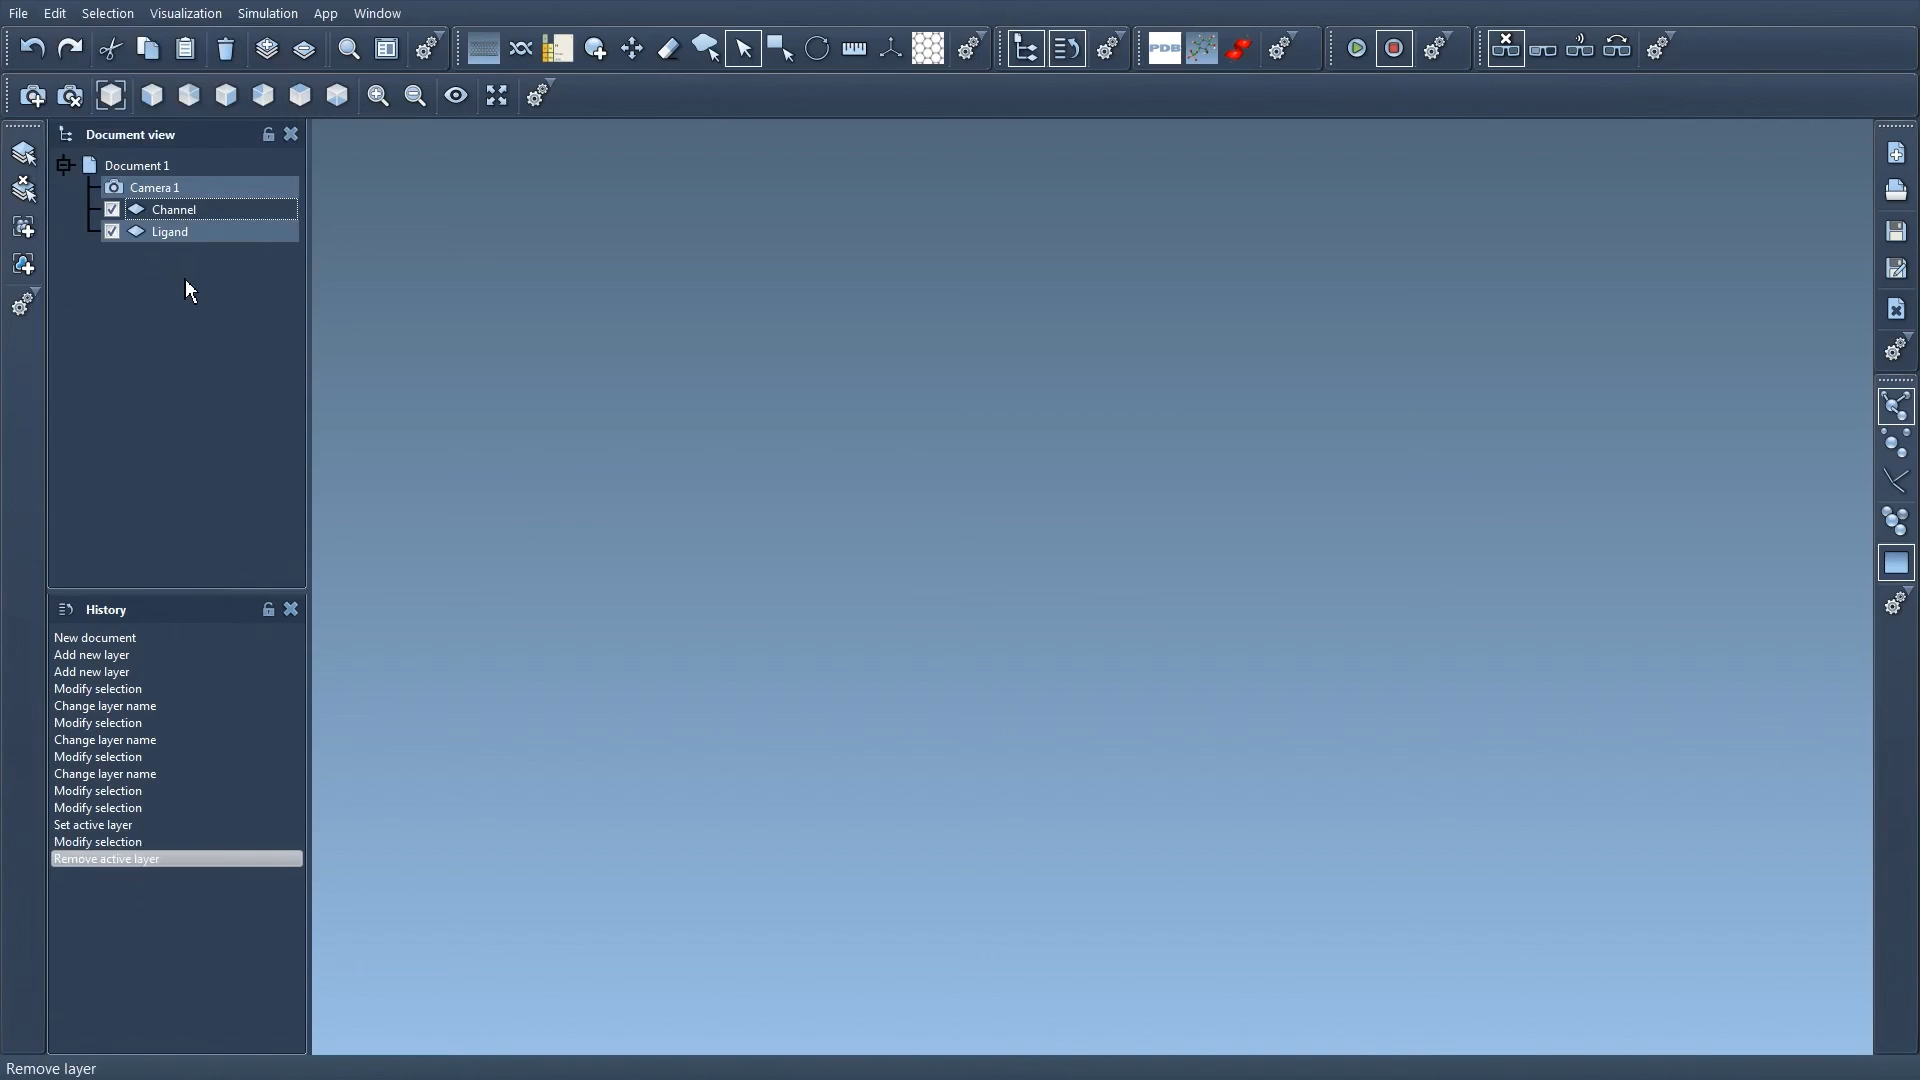 File Edit Selection Visualization Simulation App Window
PDB
Document view
Document 1
Camera 1
Channel
Ligand
History
New document
Add new layer
Add new layer
Modify selection
Change layer name
Modify selection
Change layer name
Modify selection
Change layer name
Modify selection
Modify selection
Set active layer
Modify selection
Remove active layer
Remove layer